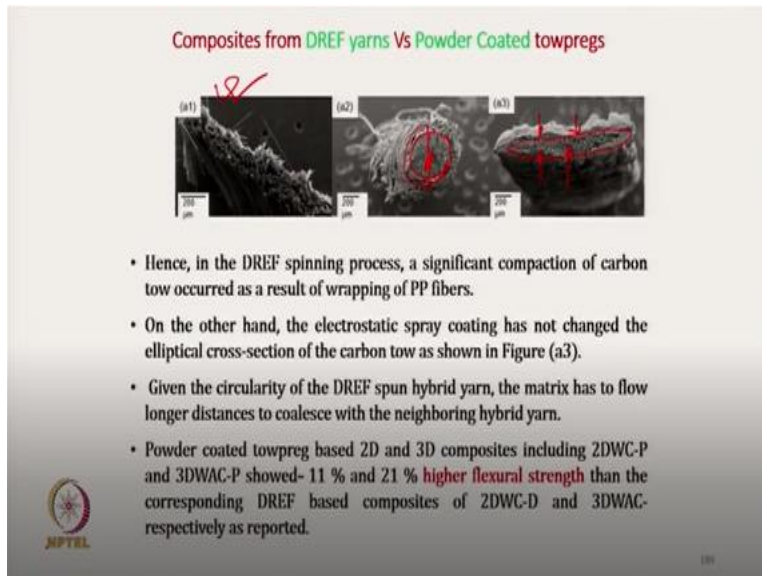 Composites from DREF yarns Vs Powder Coated towpregs
(a1)
(a2)
(a3)
200
μm
200
μm
200
μm
• Hence, in the DREF spinning process, a significant compaction of carbon
tow occurred as a result of wrapping of PP fibers.
• On the other hand, the electrostatic spray coating has not changed the
elliptical cross-section of the carbon tow as shown in Figure (a3).
• Given the circularity of the DREF spun hybrid yarn, the matrix has to flow
longer distances to coalesce with the neighboring hybrid yarn.
• Powder coated towpreg based 2D and 3D composites including 2DWC-P
and 3DWAC-P showed- 11 % and 21 % higher flexural strength than the
corresponding DREF based composites of 2DWC-D and 3DWAC-
respectively as reported.
NPTEL